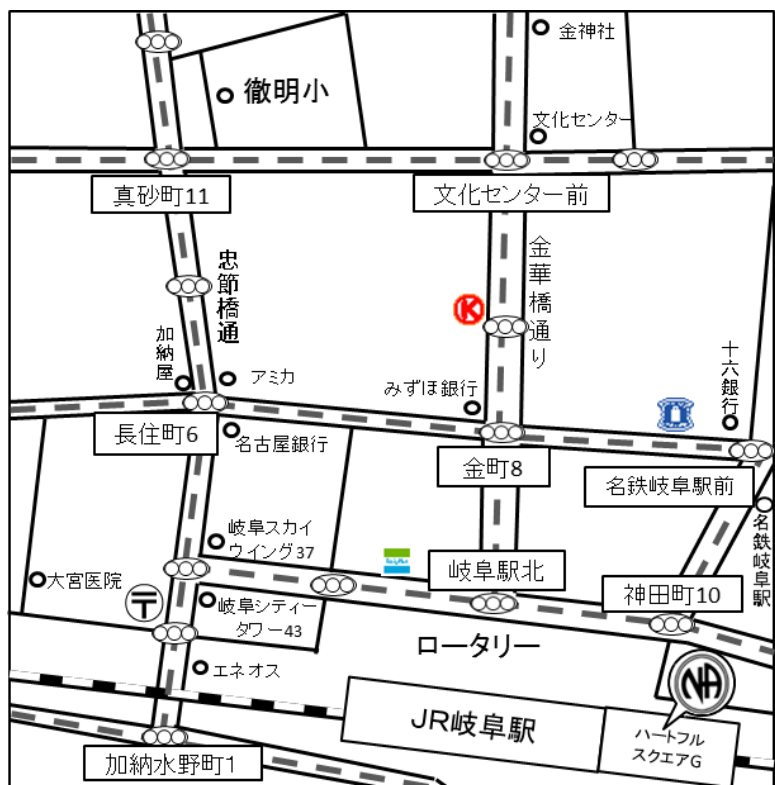 金神社
徹明小
文化センター
真砂町11
文化センター前
忠節橋通
金華橋通り
K
加納屋
アミカ
みずほ銀行
十六銀行
長住町6
名古屋銀行
金町8
名鉄岐阜駅前
名鉄岐阜駅
岐阜スカイ
ウイング37
岐阜駅北
大宮医院
〒
岐阜シティー
タワー43
神田町10
ロータリー
エネオス
NA
JR岐阜駅
ハートフル
スクエアG
加納水野町1